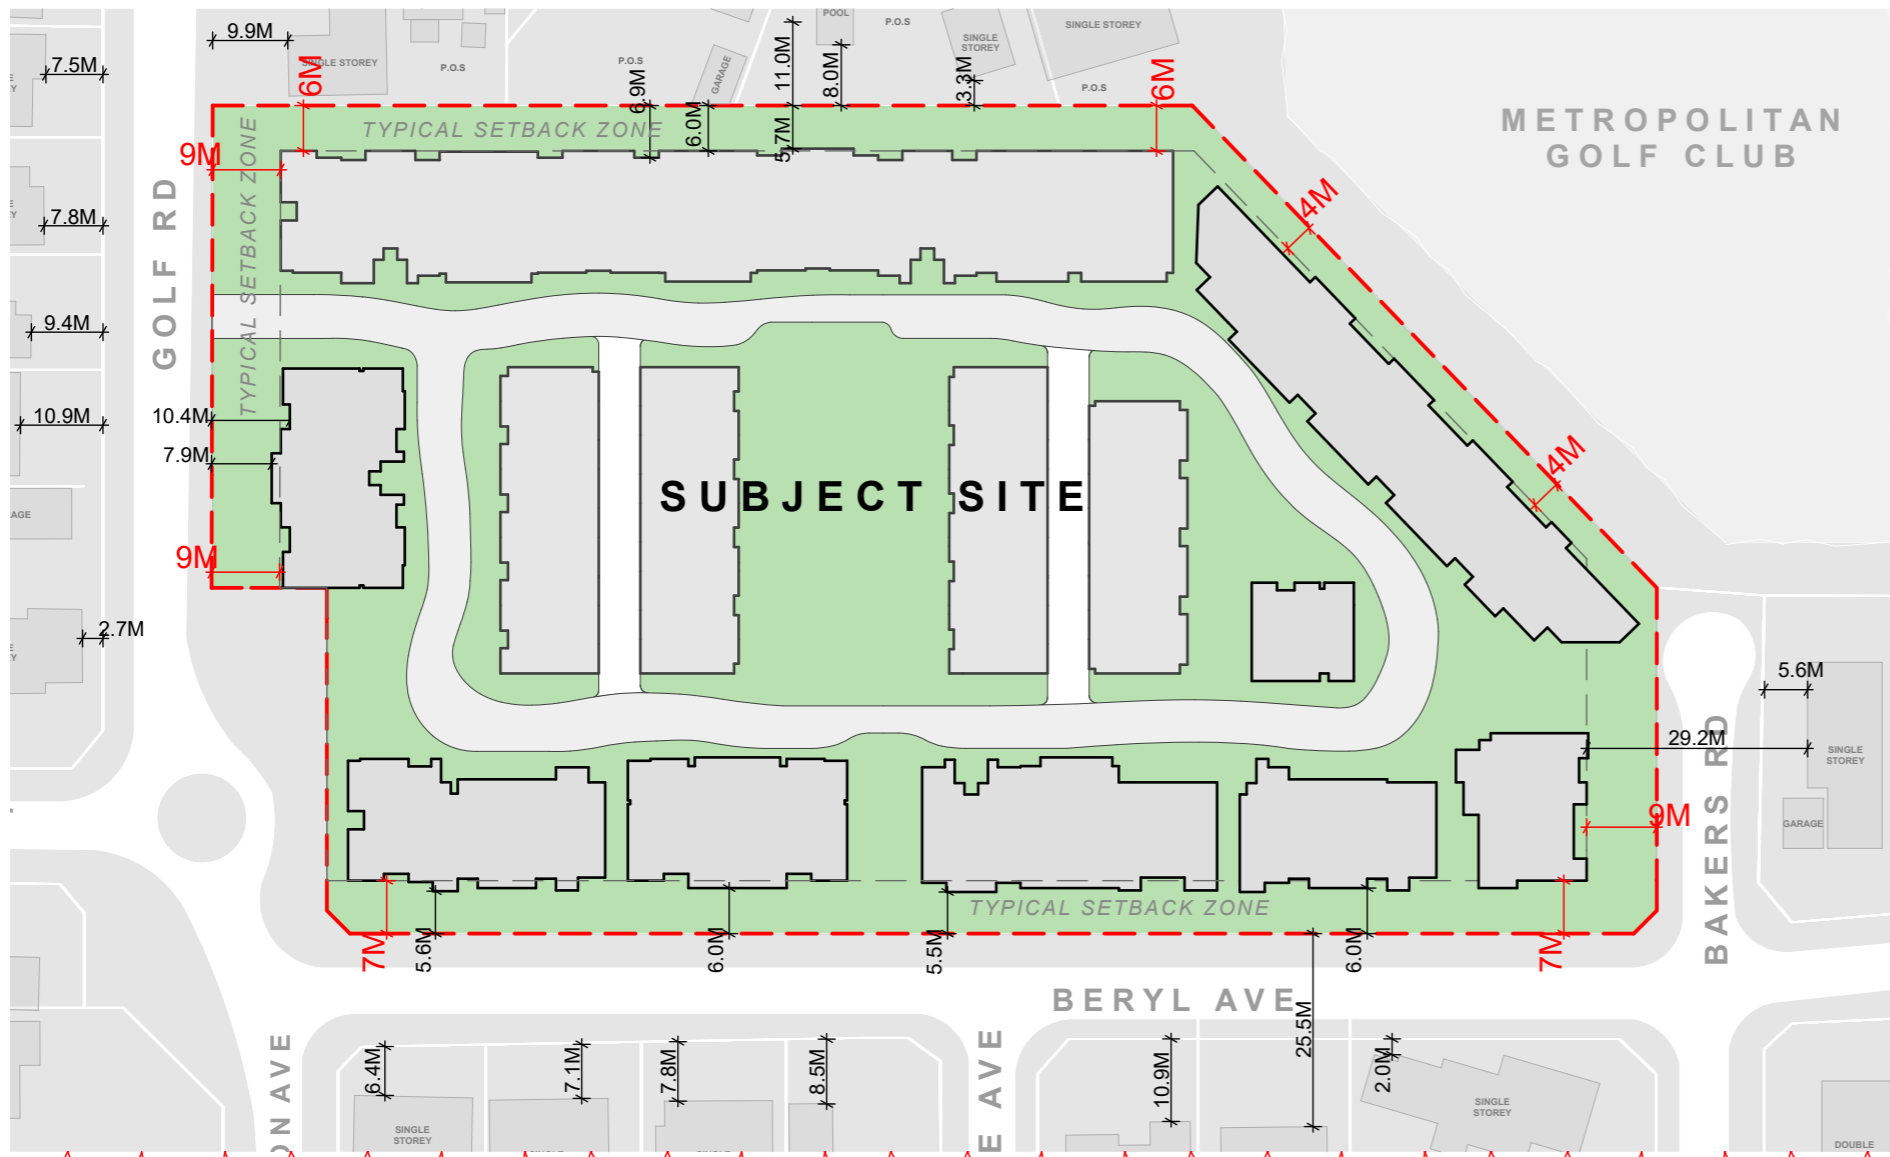 9.9M
7.5M
6M
SINGLE STOREY
P.O.S
P.O.S
GARAGE
6.9M
6.0M
11.0M
5.7M
POOL
8.0M
P.O.S
SINGLE
STOREY
3.3M
SINGLE STOREY
P.O.S
6M
METROPOLITAN
GOLF CLUB
TYPICAL SETBACK ZONE
9M
TYPICAL SETBACK ZONE
GOLF RD
7.8M
4M
9.4M
10.9M
10.4M
7.9M
4M
SUBJECT SITE
AGE
9M
2.7M
5.6M
29.2M
SINGLE
STOREY
BAKERS RD
9M
GARAGE
TYPICAL SETBACK ZONE
7M
5.6M
6.0M
5.5M
6.0M
7M
BERYL AVE
25.5M
ON AVE
6.4M
7.1M
7.8M
8.5M
E AVE
10.9M
2.0M
SINGLE
STOREY
SINGLE
STOREY
DOUBLE